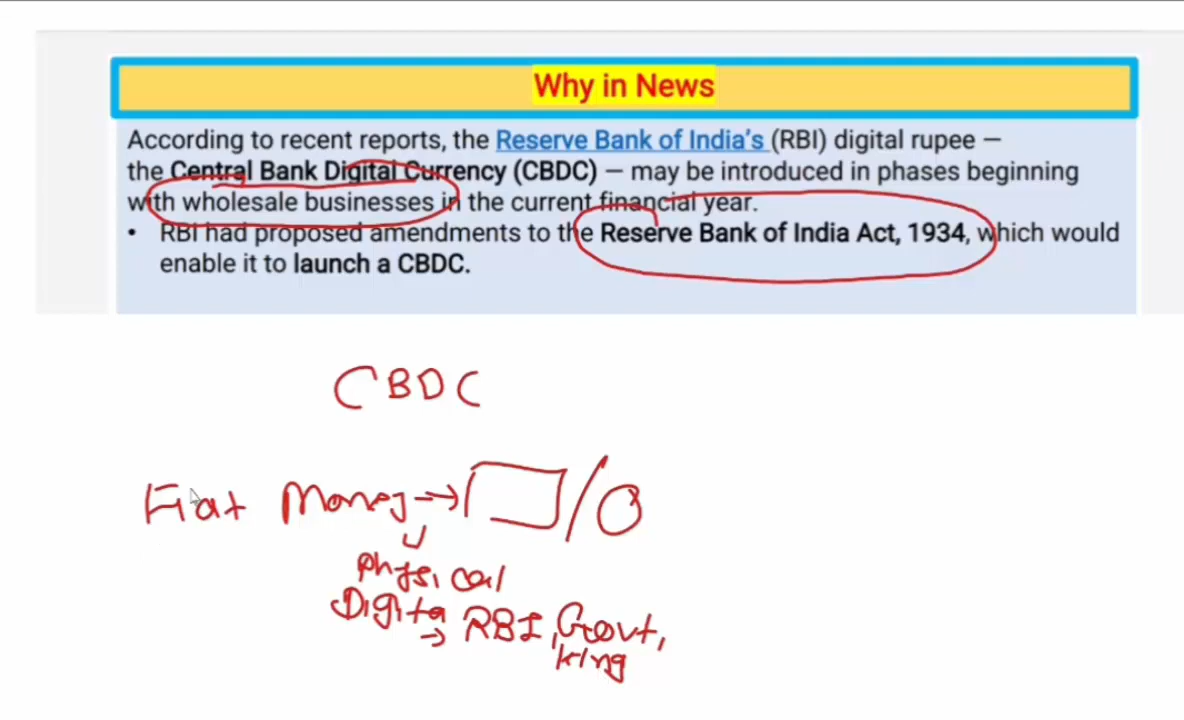 Why in News
According to recent reports, the Reserve Bank of India's (RBI) digital rupee –
the Central Bank Digital Currency (CBDC) – may be introduced in phases beginning
with wholesale businesses in the current financial year.
• RBI had proposed amendments to the Reserve Bank of India Act, 1934, which would
enable it to launch a CBDC.
CBDC
Fiat Money →
Physical
Digital
→ RBI, Govt,
King